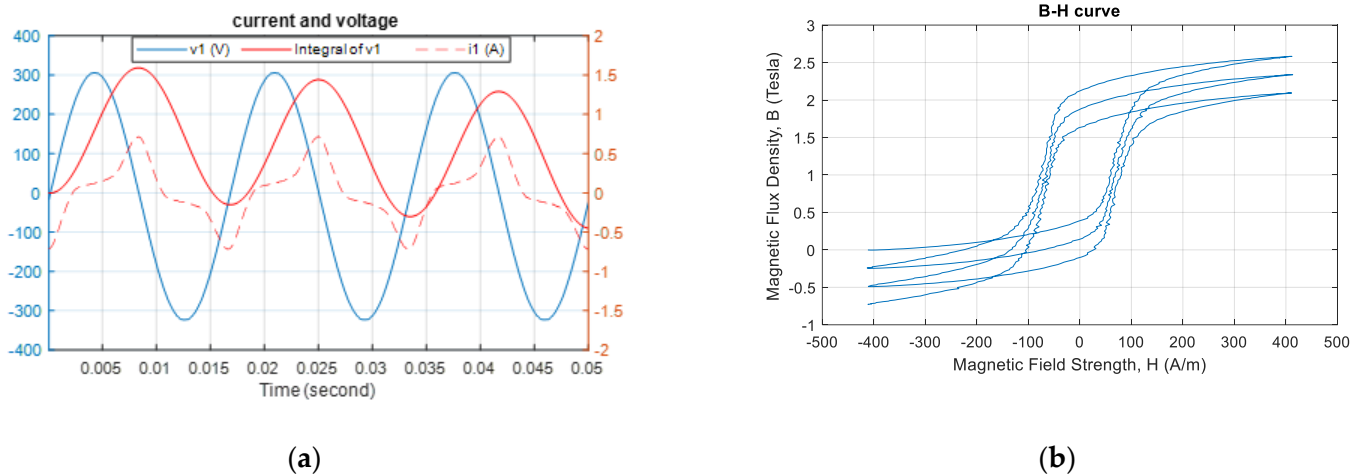 current and voltage
v1 (V) Integral of v1 i1 (A)
400
300
200
100
0
-100
-200
-300
-400
2
1.5
1
0.5
0
-0.5
-1
-1.5
-2
0.005 0.01 0.015 0.02 0.025 0.03 0.035 0.04 0.045 0.05
Time (second)
(a)
B-H curve
Magnetic Flux Density, B (Tesla)
3
2.5
2
1.5
1
0.5
0
-0.5
-1
-500 -400 -300 -200 -100 0 100 200 300 400 500
Magnetic Field Strength, H (A/m)
(b)